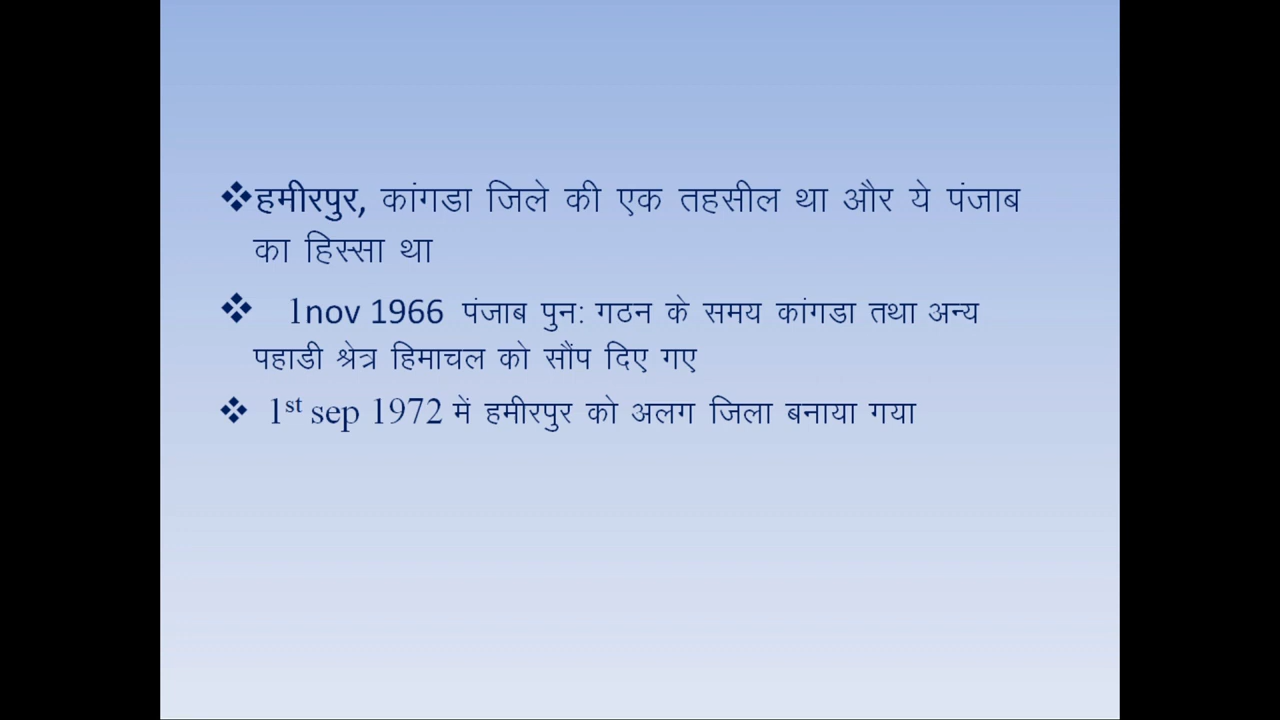 ❖हमीरपुर, कांगडा जिले की एक तहसील था और ये पंजाब
का हिस्सा था
❖ 1nov 1966 पंजाब पुन: गठन के समय कांगडा तथा अन्य
पहाडी श्रेत्र हिमाचल को सौंप दिए गए
❖ 1st sep 1972 में हमीरपुर को अलग जिला बनाया गया